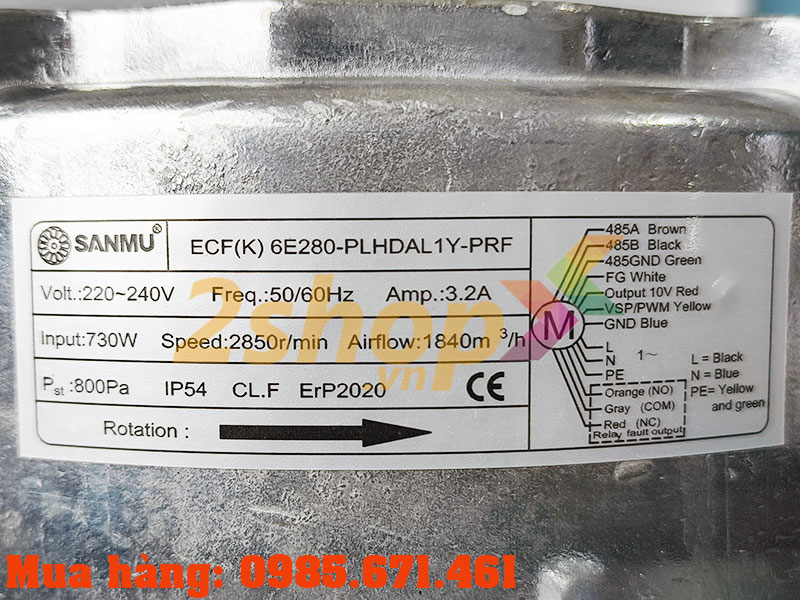 SANMU®
ECF(K) 6E280-PLHDAL1Y-PRF
Volt.:220~240V Freq.:50/60Hz Amp.:3.2A
Input:730W Speed:2850r/min Airflow:1840m³/h
Pst:800Pa IP54 CL.F ErP2020 CE
Rotation :
485A Brown
485B Black
485GND Green
FG White
Output 10V Red
VSP/PWM Yellow
GND Blue
M
L
N 1~
PE
L = Black
N = Blue
PE= Yellow
and green
Orange (NO)
Gray (COM)
Red (NC)
Relay fault output
2shop
vn
Mua hàng: 0985.671.461